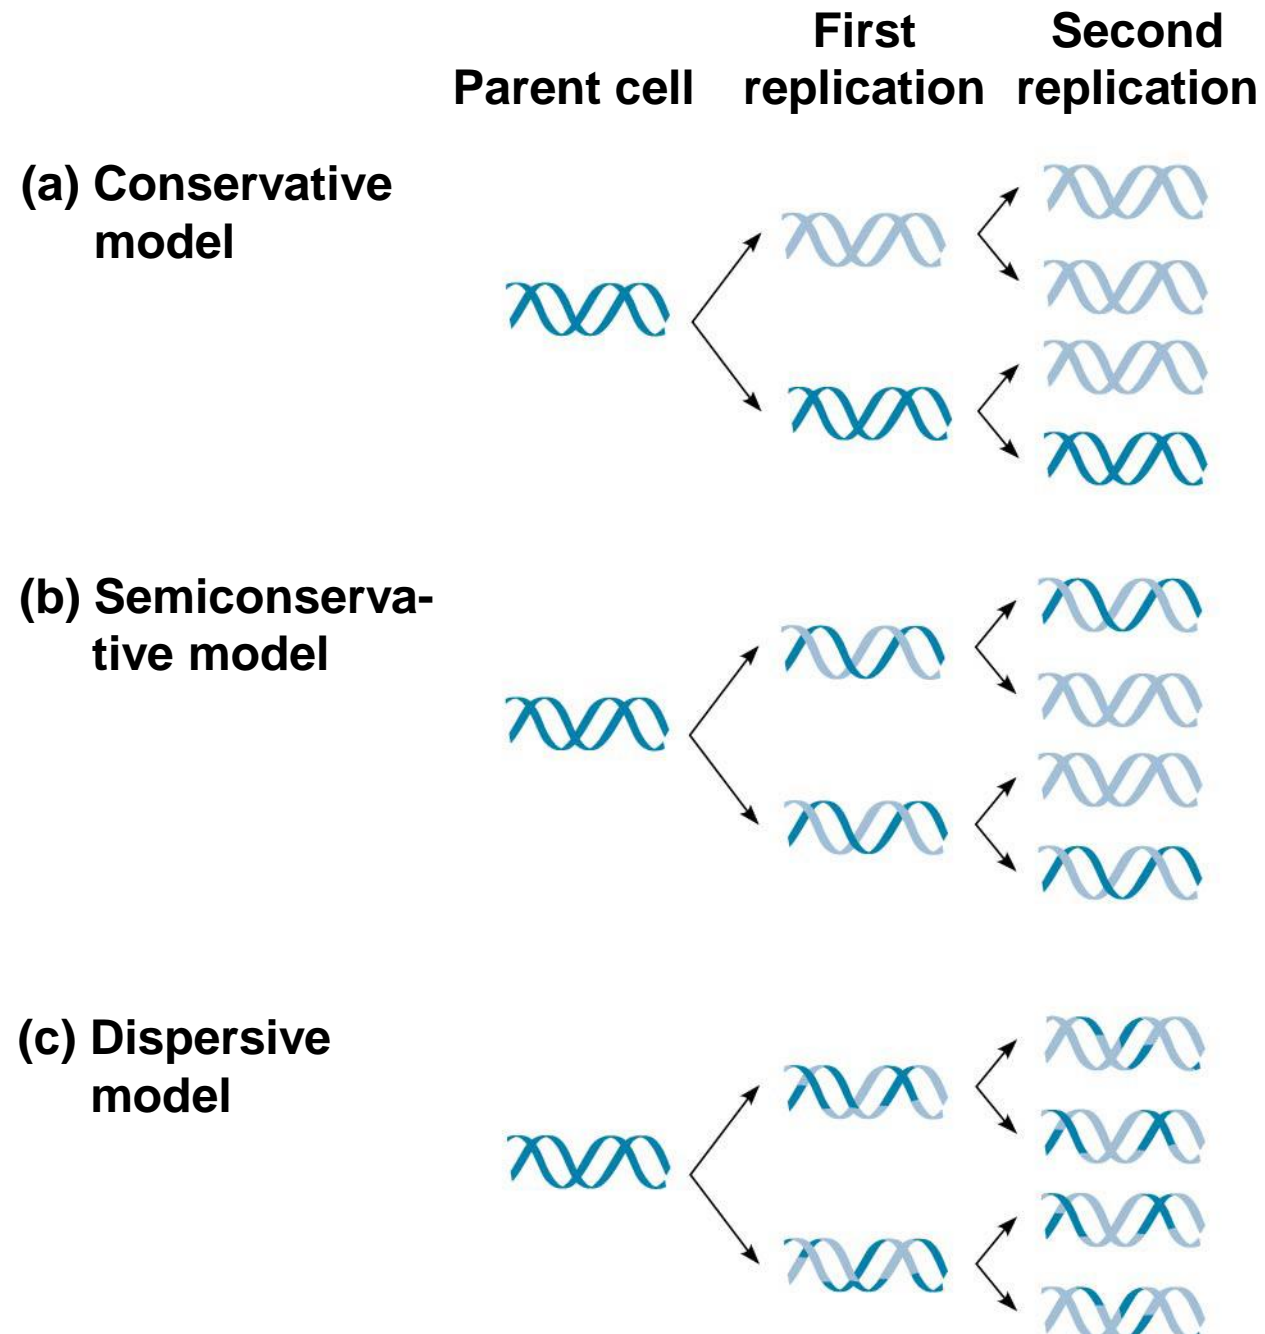 First
replication
Second
replication
Parent cell
(a) Conservative
model
(b) Semiconserva-
tive model
(c) Dispersive
model